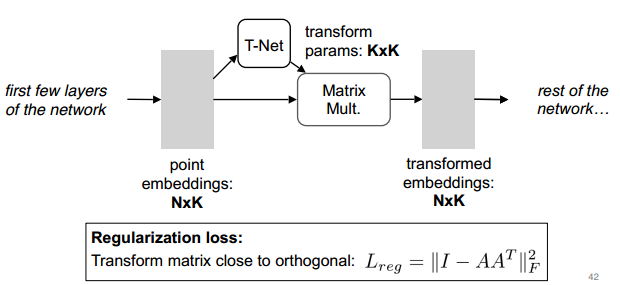 T-Net
transform
params: KxK
first few layers
of the network
Matrix
Mult.
rest of the
network…
point
embeddings:
NxK
transformed
embeddings:
NxK
Regularization loss:
Transform matrix close to orthogonal: L_{reg} = \|I - AA^T\|_F^2
42